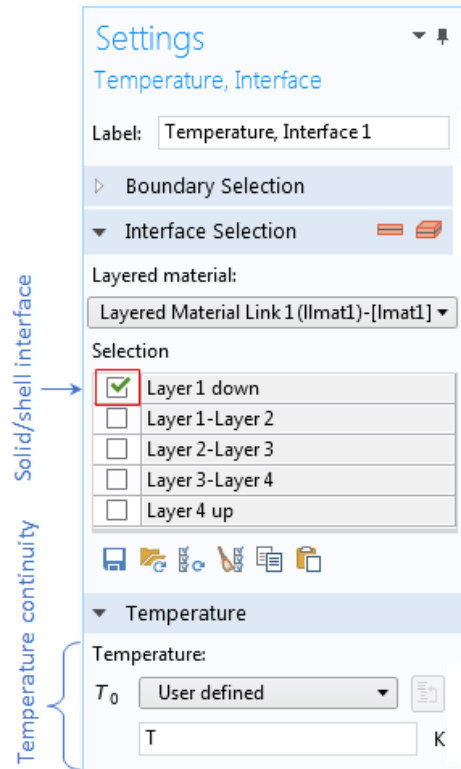 Settings
Temperature, Interface
Label: Temperature, Interface 1
Boundary Selection
Interface Selection
Layered material:
Layered Material Link 1 (llmat1)-[lmat1]
Selection
Solid/shell interface
Layer 1 down
Layer 1-Layer 2
Layer 2-Layer 3
Layer 3-Layer 4
Layer 4 up
Temperature
Temperature continuity
Temperature:
T0 User defined
T K